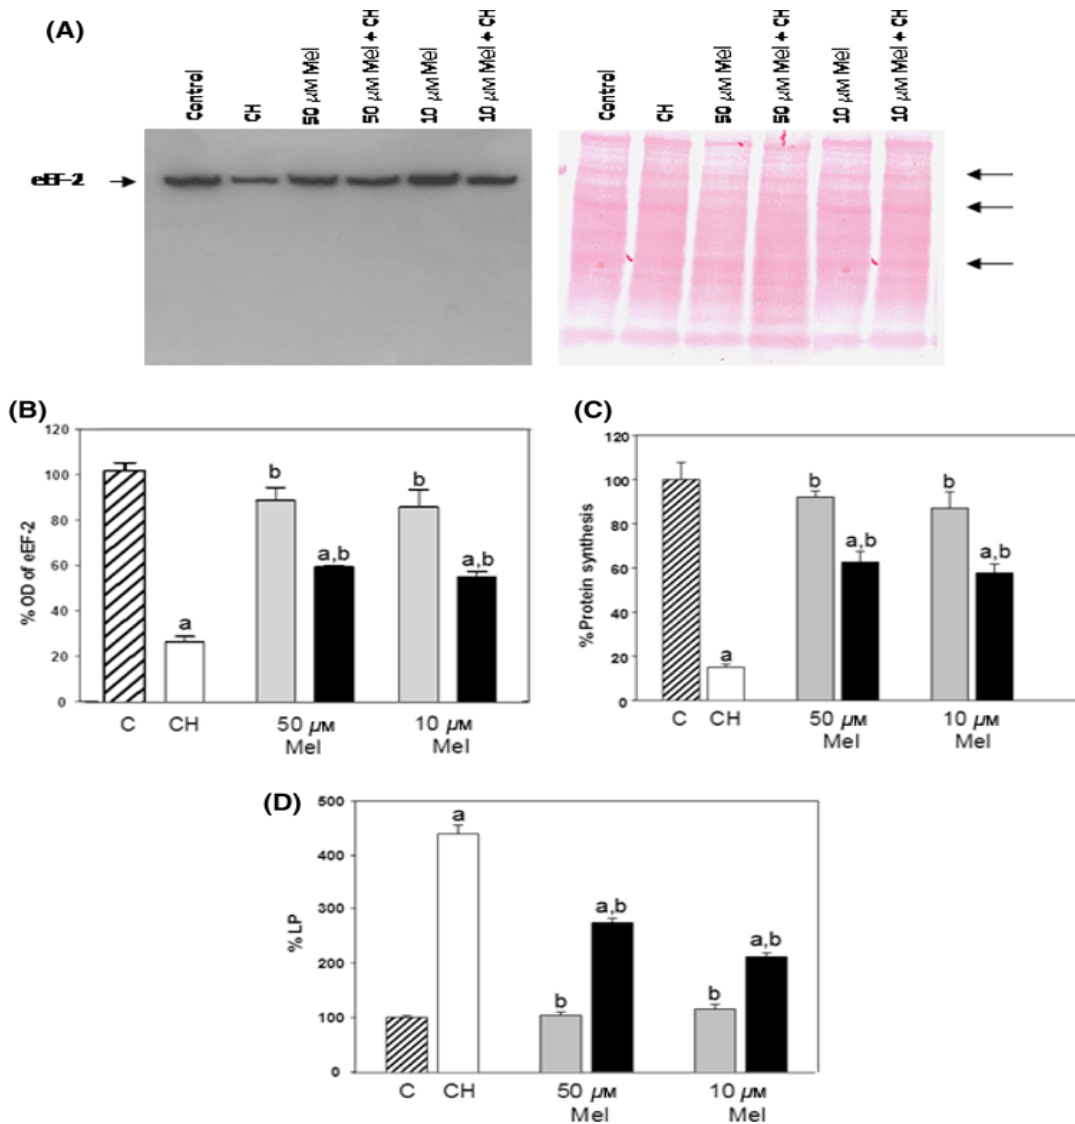 (A)
Control
CH
50 µM Mel
50 µM Mel + CH
10 µM Mel
10 µM Mel + CH
Control
CH
50 µM Mel
50 µM Mel + CH
10 µM Mel
10 µM Mel + CH
eEF-2
(B)
120
100
80
60
40
20
0
% OD of eEF-2
a
b
a,b
b
a,b
C CH 50 µM 10 µM
Mel Mel
(C)
120
100
80
60
40
20
0
% Protein synthesis
a
b
a,b
b
a,b
C CH 50 µM 10 µM
Mel Mel
(D)
500
400
300
200
100
0
% LP
a
b
a,b
b
a,b
C CH 50 µM 10 µM
Mel Mel